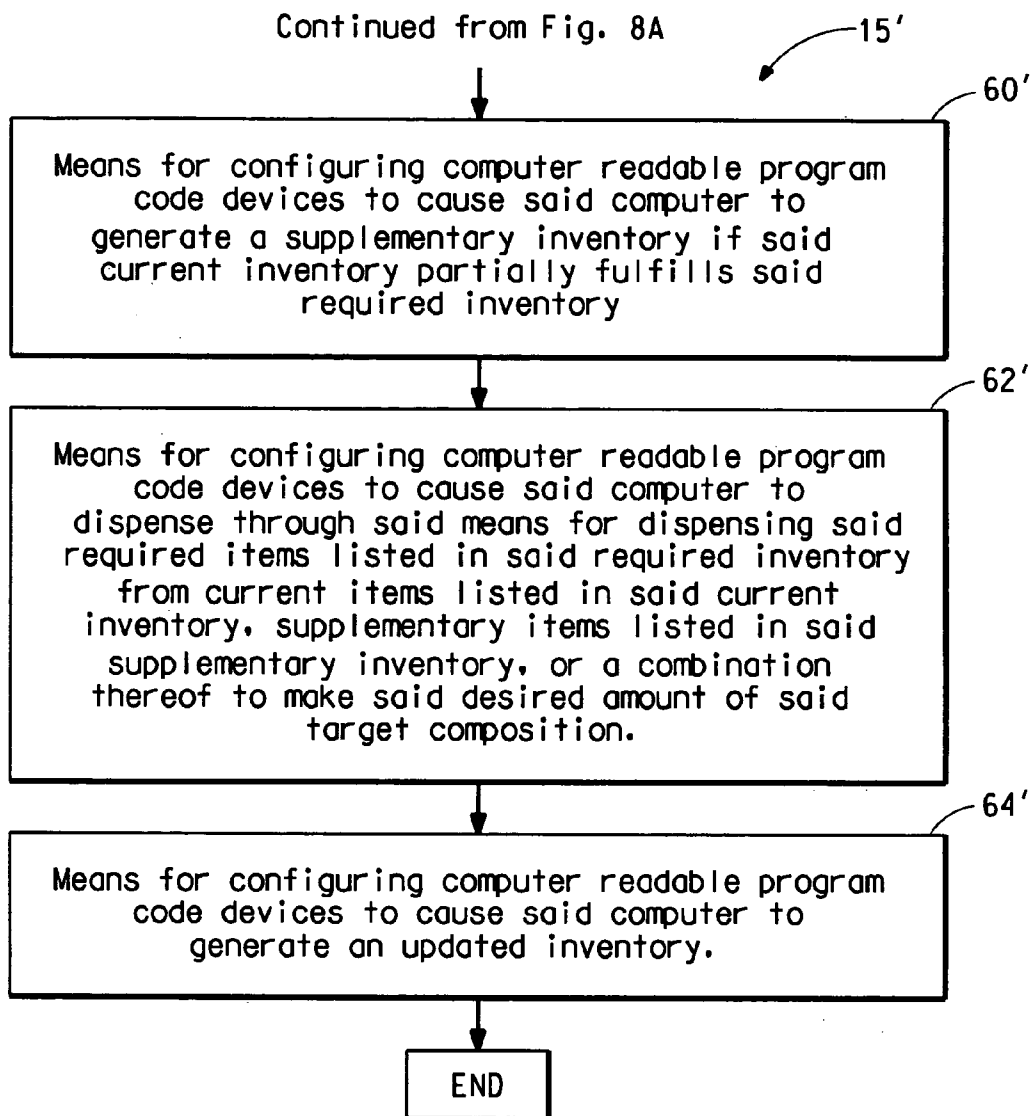 Continued from Fig. 8A
15'
60'
Means for configuring computer readable program
code devices to cause said computer to
generate a supplementary inventory if said
current inventory partially fulfills said
required inventory
62'
Means for configuring computer readable program
code devices to cause said computer to
dispense through said means for dispensing said
required items listed in said required inventory
from current items listed in said current
inventory, supplementary items listed in said
supplementary inventory, or a combination
thereof to make said desired amount of said
target composition.
64'
Means for configuring computer readable program
code devices to cause said computer to
generate an updated inventory.
END